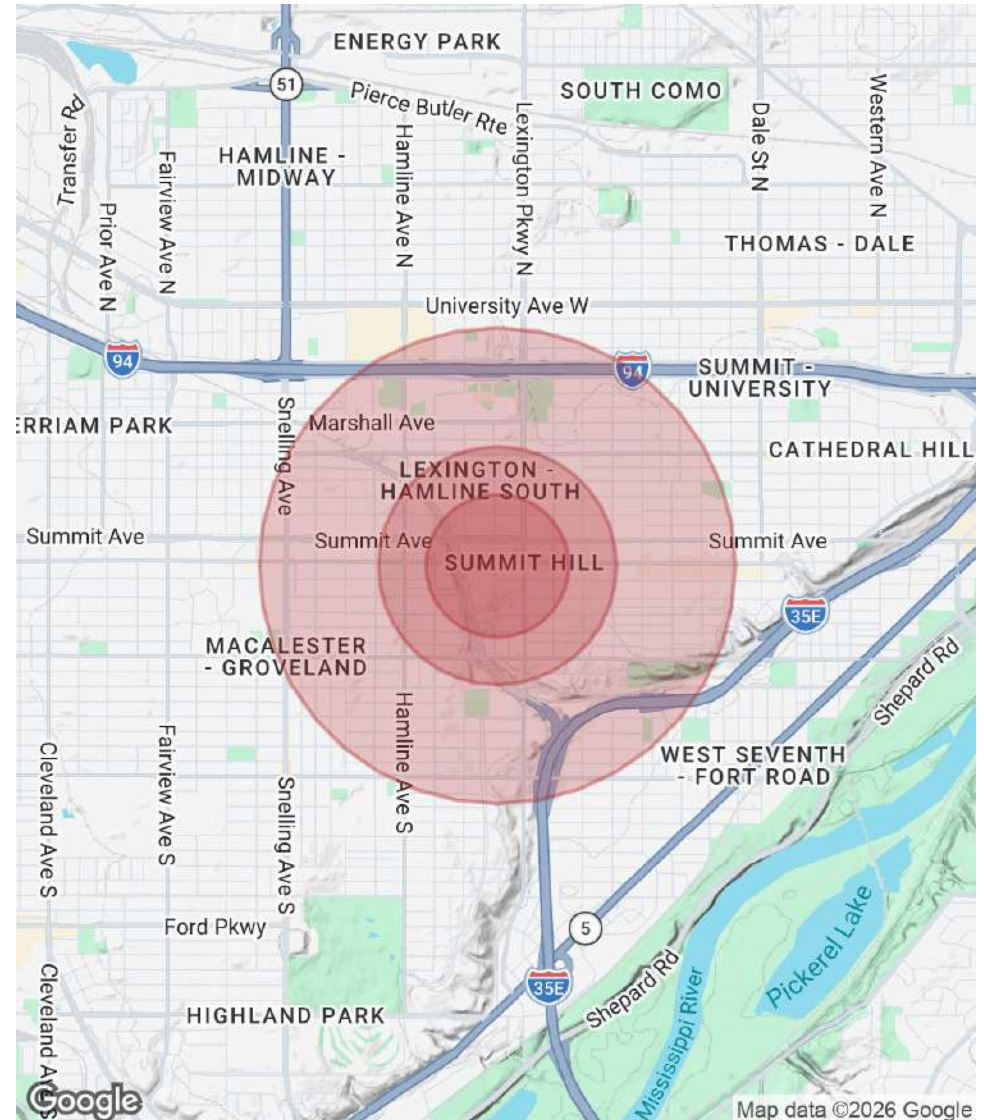 ENERGY PARK
51
SOUTH COMO
Pierce Butler Rte
Transfer Rd
Fairview Ave N
Prior Ave N
HAMLINE -
MIDWAY
Hamline Ave N
Lexington Pkwy N
Dale St N
Western Ave N
THOMAS - DALE
University Ave W
94
94
SUMMIT -
UNIVERSITY
ERRIAM PARK
Snelling Ave
Marshall Ave
CATHEDRAL HILL
LEXINGTON -
HAMLINE SOUTH
Summit Ave
Summit Ave
Summit Ave
SUMMIT HILL
35E
MACALESTER
- GROVELAND
Shepard Rd
Hamline Ave S
WEST SEVENTH
- FORT ROAD
Cleveland Ave S
Fairview Ave S
Snelling Ave S
Ford Pkwy
5
Pickerel Lake
Shepard Rd
35E
Mississippi River
HIGHLAND PARK
Cleveland Ave S
Google
Map data ©2026 Google